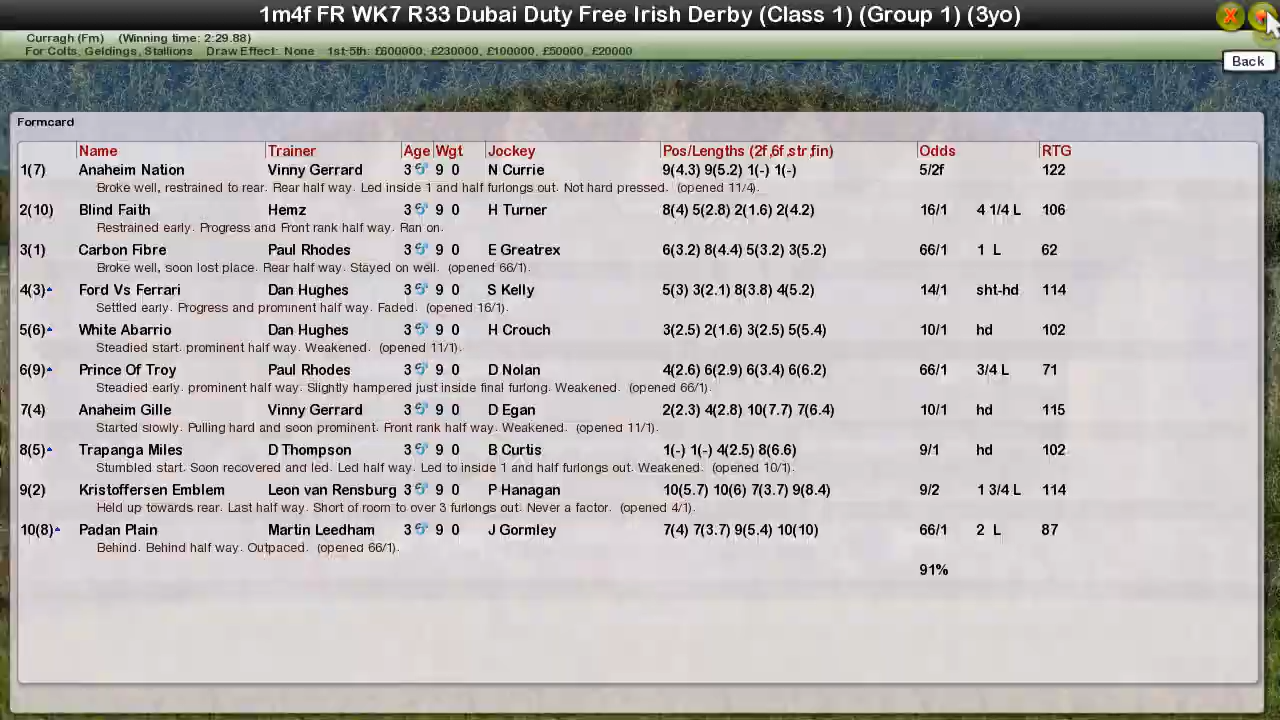 1m4f FR WK7 R33 Dubai Duty Free Irish Derby (Class 1) (Group 1) (3yo)
Curragh (Fm) (Winning time: 2:29.88)
For Colts, Geldings, Stallions Draw Effect: None 1st-5th: £600000, £230000, £100000, £50000, £20000
Back
Formcard
Name Trainer Age Wgt Jockey Pos/Lengths (2f,6f,str,fin) Odds RTG
1(7) Anaheim Nation Vinny Gerrard 3 9 0 N Currie 9(4.3) 9(5.2) 1(-) 1(-) 5/2f 122
Broke well, restrained to rear. Rear half way. Led inside 1 and half furlongs out. Not hard pressed. (opened 11/4).
2(10) Blind Faith Hemz 3 9 0 H Turner 8(4) 5(2.8) 2(1.6) 2(4.2) 16/1 4 1/4 L 106
Restrained early. Progress and Front rank half way. Ran on.
3(1) Carbon Fibre Paul Rhodes 3 9 0 E Greatrex 6(3.2) 8(4.4) 5(3.2) 3(5.2) 66/1 1 L 62
Broke well, soon lost place. Rear half way. Stayed on well. (opened 66/1).
4(3) Ford Vs Ferrari Dan Hughes 3 9 0 S Kelly 5(3) 3(2.1) 8(3.8) 4(5.2) 14/1 sht-hd 114
Settled early. Progress and prominent half way. Faded. (opened 16/1).
5(6) White Abarrio Dan Hughes 3 9 0 H Crouch 3(2.5) 2(1.6) 3(2.5) 5(5.4) 10/1 hd 102
Steadied start. prominent half way. Weakened. (opened 11/1).
6(9) Prince Of Troy Paul Rhodes 3 9 0 D Nolan 4(2.6) 6(2.9) 6(3.4) 6(6.2) 66/1 3/4 L 71
Steadied early. prominent half way. Slightly hampered just inside final furlong. Weakened. (opened 66/1).
7(4) Anaheim Gille Vinny Gerrard 3 9 0 D Egan 2(2.3) 4(2.8) 10(7.7) 7(6.4) 10/1 hd 115
Started slowly. Pulling hard and soon prominent. Front rank half way. Weakened. (opened 11/1).
8(5) Trapanga Miles D Thompson 3 9 0 B Curtis 1(-) 1(-) 4(2.5) 8(6.6) 9/1 hd 102
Stumbled start. Soon recovered and led. Led half way. Led to inside 1 and half furlongs out. Weakened. (opened 10/1).
9(2) Kristoffersen Emblem Leon van Rensburg 3 9 0 P Hanagan 10(5.7) 10(6) 7(3.7) 9(8.4) 9/2 1 3/4 L 114
Held up towards rear. Last half way. Short of room to over 3 furlongs out. Never a factor. (opened 4/1).
10(8) Padan Plain Martin Leedham 3 9 0 J Gormley 7(4) 7(3.7) 9(5.4) 10(10) 66/1 2 L 87
Behind. Behind half way. Outpaced. (opened 66/1).
91%